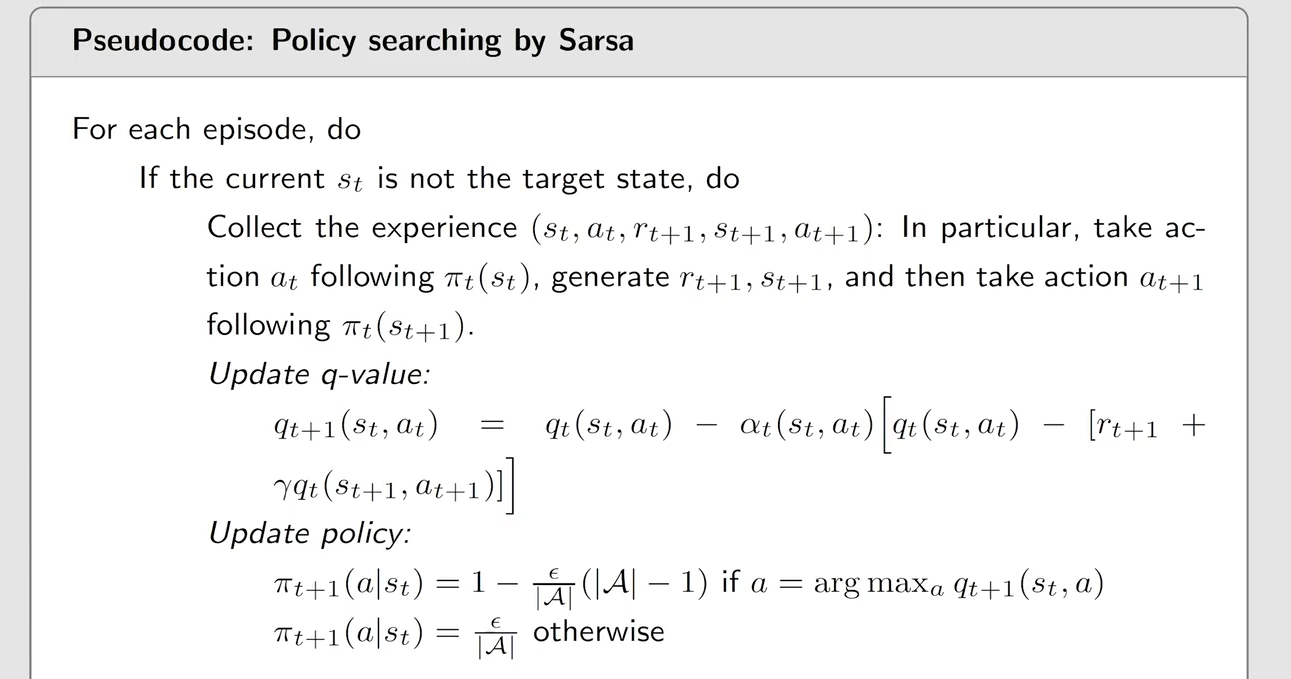 Pseudocode: Policy searching by Sarsa
For each episode, do
If the current $s_t$ is not the target state, do
Collect the experience $(s_t, a_t, r_{t+1}, s_{t+1}, a_{t+1})$: In particular, take ac-
tion $a_t$ following $\pi_t(s_t)$, generate $r_{t+1}, s_{t+1}$, and then take action $a_{t+1}$
following $\pi_t(s_{t+1})$.
Update q-value:
$q_{t+1}(s_t, a_t) = q_t(s_t, a_t) - \alpha_t(s_t, a_t)\Big[q_t(s_t, a_t) - [r_{t+1} +$
$\gamma q_t(s_{t+1}, a_{t+1})]\Big]$
Update policy:
$\pi_{t+1}(a|s_t) = 1 - \frac{\epsilon}{|\mathcal{A}|}(|\mathcal{A}| - 1)$ if $a = \arg\max_a q_{t+1}(s_t, a)$
$\pi_{t+1}(a|s_t) = \frac{\epsilon}{|\mathcal{A}|}$ otherwise